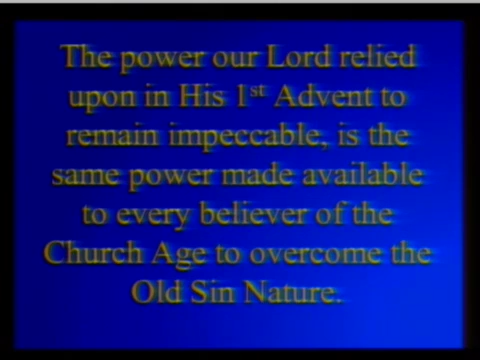 The power our Lord relied
upon in His 1st Advent to
remain impeccable, is the
same power made available
to every believer of the
Church Age to overcome the
Old Sin Nature.